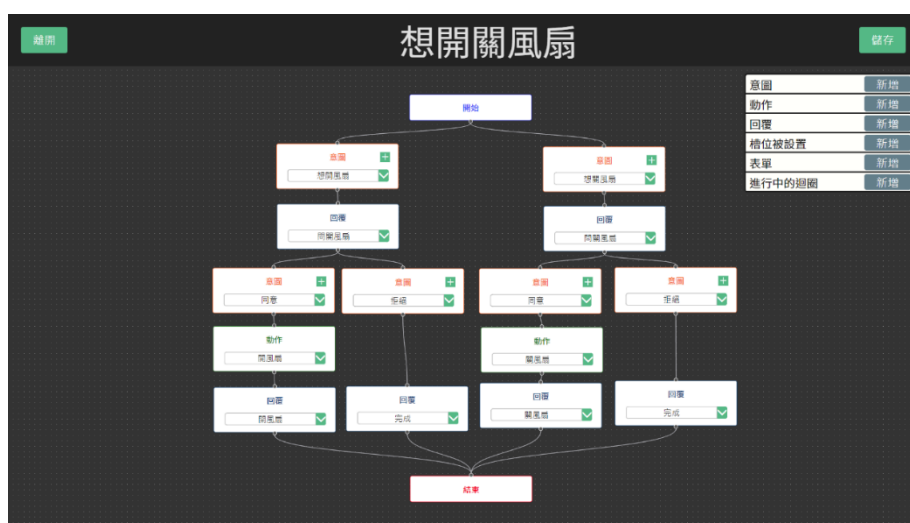 離開
想開關風扇
儲存
意圖 新增
動作 新增
回覆 新增
槽位被設置 新增
表單 新增
進行中的迴圈 新增
開始
意圖
想開風扇
意圖
想關風扇
回覆
問開風扇
回覆
問關風扇
意圖
同意
意圖
拒絕
意圖
同意
意圖
拒絕
動作
開風扇
動作
關風扇
回覆
開風扇
回覆
完成
回覆
關風扇
回覆
完成
結束